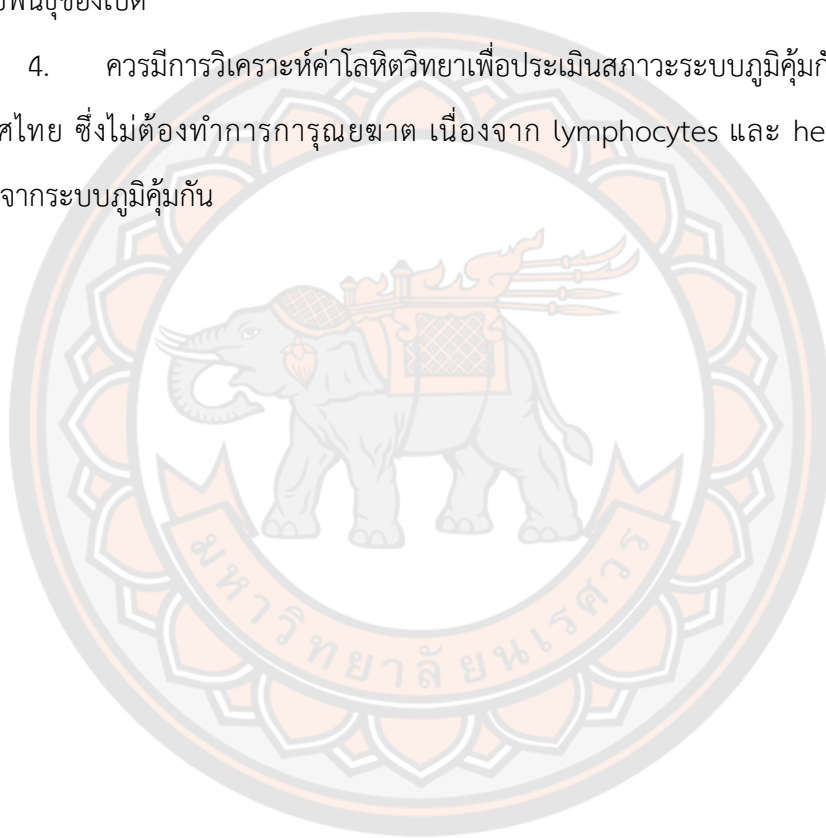 4. ควรมีการวิเคราะห์ค่าโลหิตวิทยาเพื่อประเมินสภาวะระบบภูมิคุ้มกั
ศไทย ซึ่งไม่ต้องทำการการุณยฆาต เนื่องจาก lymphocytes และ he
จากระบบภูมิคุ้มกัน
มหาวิทยาลัยนเรศวร